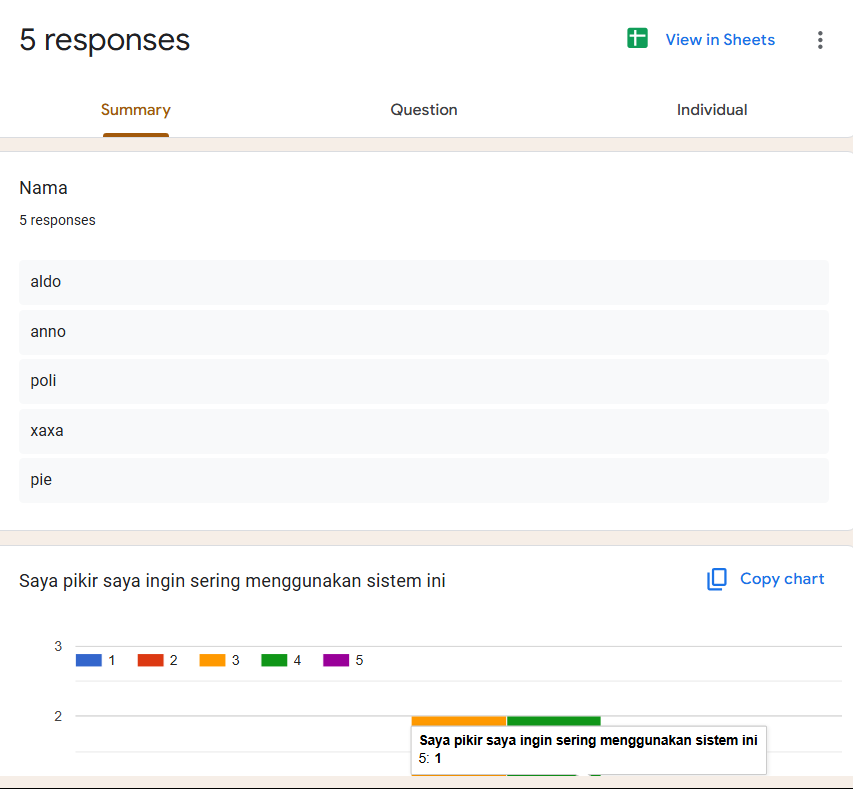 5 responses
View in Sheets
Summary
Question
Individual
Nama
5 responses
aldo
anno
poli
xaxa
pie
Saya pikir saya ingin sering menggunakan sistem ini
Copy chart
3
1 2 3 4 5
2
Saya pikir saya ingin sering menggunakan sistem ini
5: 1